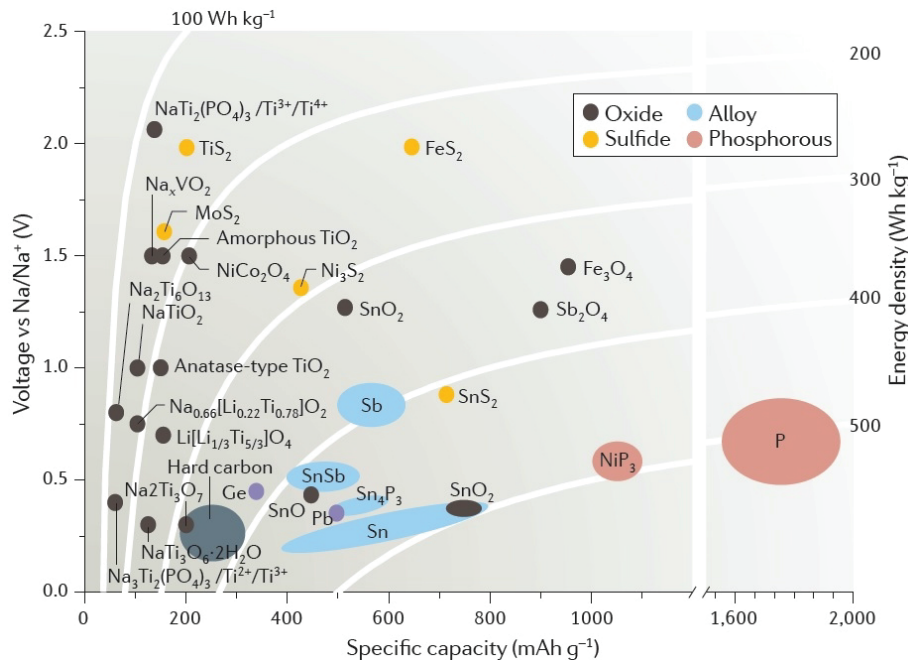 100 Wh kg⁻¹
2.5
2.0
1.5
1.0
0.5
0.0
Voltage vs Na/Na⁺ (V)
200
300
400
500
Energy density (Wh kg⁻¹)
Oxide
Alloy
Sulfide
Phosphorous
NaTi₂(PO₄)₃ /Ti³⁺/Ti⁴⁺
TiS₂
FeS₂
NaₓVO₂
MoS₂
Amorphous TiO₂
NiCo₂O₄
Ni₃S₂
Fe₃O₄
Na₂Ti₆O₁₃
SnO₂
Sb₂O₄
NaTiO₂
Anatase-type TiO₂
Sb
SnS₂
Na₀.₆₆[Li₀.₂₂Ti₀.₇₈]O₂
Li[Li₁/₃Ti₅/₃]O₄
P
Hard carbon
SnSb
NiP₃
Na2Ti₃O₇
Ge
SnO
Pb
Sn₄P₃
SnO₂
Sn
NaTi₃O₆·2H₂O
Na₃Ti₂(PO₄)₃ /Ti²⁺/Ti³⁺
0
200
400
600
800
1000
1,600
2,000
Specific capacity (mAh g⁻¹)